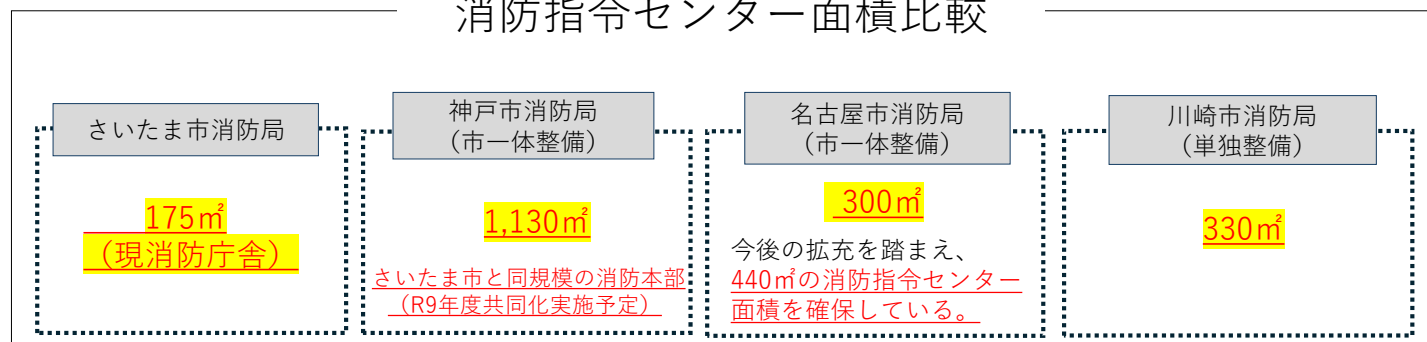 消防指令センター面積比較
さいたま市消防局
175㎡
（現消防庁舎）
神戸市消防局
（市一体整備）
1,130㎡
さいたま市と同規模の消防本部
（R9年度共同化実施予定）
名古屋市消防局
（市一体整備）
300㎡
今後の拡充を踏まえ、
440㎡の消防指令センター
面積を確保している。
川崎市消防局
（単独整備）
330㎡